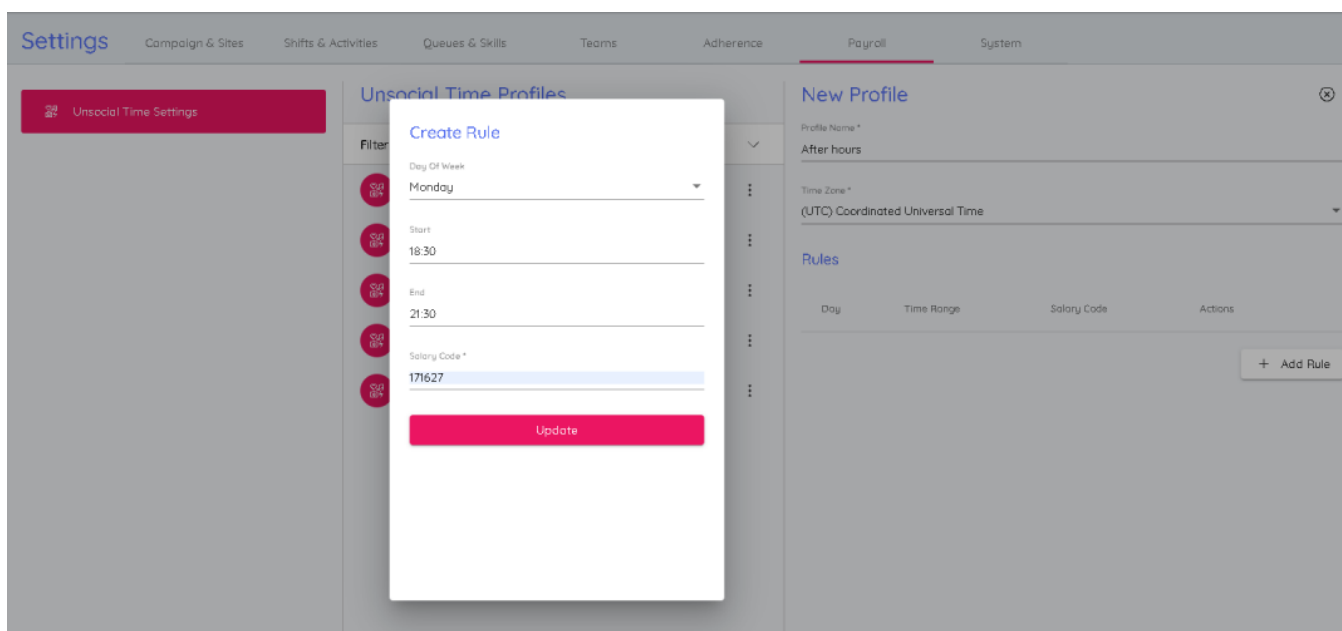 Settings Campaign & Sites Shifts & Activities Queues & Skills Teams Adherence Payroll System
Unsocial Time Settings
Unsocial Time Profiles
Filter
Create Rule
Day Of Week
Monday
Start
18:30
End
21:30
Salary Code *
171627
Update
New Profile
Profile Name *
After hours
Time Zone *
(UTC) Coordinated Universal Time
Rules
Day Time Range Salary Code Actions
+ Add Rule